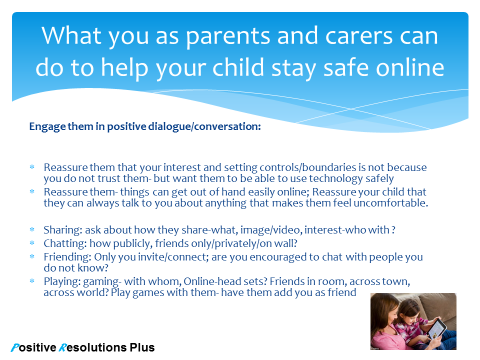 What you as parents and carers can
do to help your child stay safe online
Engage them in positive dialogue/conversation:
Reassure them that your interest and setting controls/boundaries is not because
you do not trust them- but want them to be able to use technology safely
Reassure them- things can get out of hand easily online; Reassure your child that
they can always talk to you about anything that makes them feel uncomfortable.
Sharing: ask about how they share-what, image/video, interest-who with ?
Chatting: how publicly, friends only/privately/on wall?
Friending: Only you invite/connect; are you encouraged to chat with people you
do not know?
Playing: gaming- with whom, Online-head sets? Friends in room, across town,
across world? Play games with them- have them add you as friend
Positive Resolutions Plus